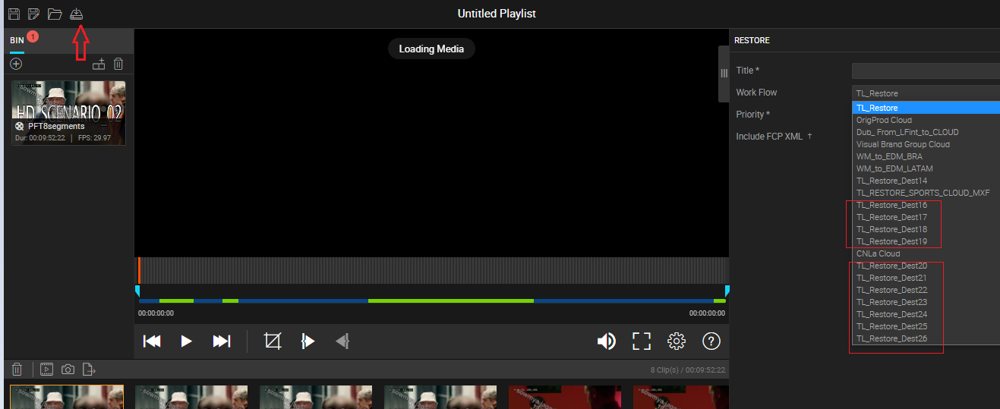 Untitled Playlist
BIN
1
Loading Media
HD SCENARIO 02
PFT8segments
Dur: 00:09:52:22 | FPS: 29.97
00:00:00:00
00:00:00:00
8 Clip(s) / 00:09:52:22
RESTORE
Title *
Work Flow
TL_Restore
Priority *
Include FCP XML †
TL_Restore
OrigProd Cloud
Dub_ From_LFint_to_CLOUD
Visual Brand Group Cloud
WM_to_EDM_BRA
WM_to_EDM_LATAM
TL_Restore_Dest14
TL_RESTORE_SPORTS_CLOUD_MXF
TL_Restore_Dest16
TL_Restore_Dest17
TL_Restore_Dest18
TL_Restore_Dest19
CNLa Cloud
TL_Restore_Dest20
TL_Restore_Dest21
TL_Restore_Dest22
TL_Restore_Dest23
TL_Restore_Dest24
TL_Restore_Dest25
TL_Restore_Dest26